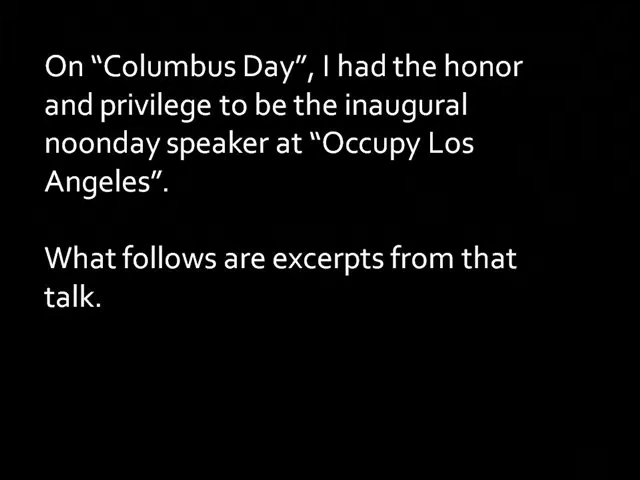 On “Columbus Day”, I had the honor
and privilege to be the inaugural
noonday speaker at “Occupy Los
Angeles”.
What follows are excerpts from that
talk.